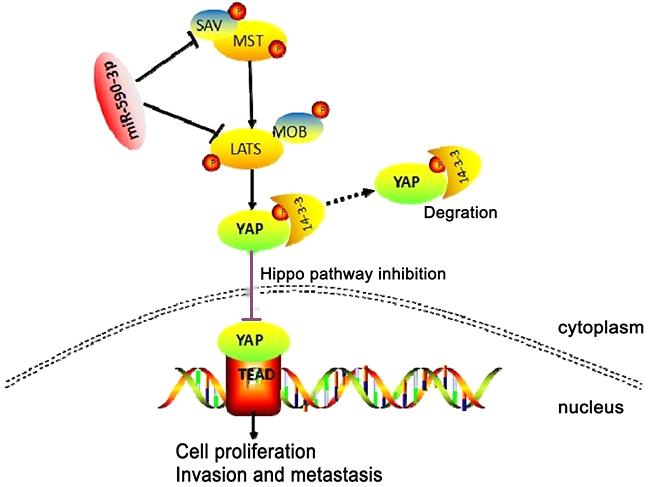 SAV
P
MST
P
miR-590-3p
P
MOB
LATS
P
YAP
P
14-3-3
YAP
P
14-3-3
Degration
Hippo pathway inhibition
cytoplasm
YAP
TEAD
nucleus
Cell proliferation
Invasion and metastasis